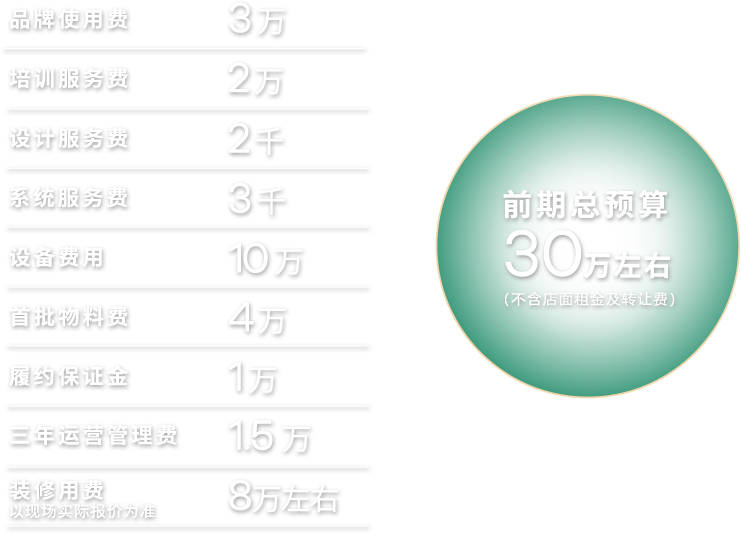 品牌使用费 3万
培训服务费 2万
设计服务费 2千
系统服务费 3千
设备费用 10万
首批物料费 4万
履约保证金 1万
三年运营管理费 1.5万
装修用费 8万左右
以现场实际报价为准
前期总预算
30万左右
（不含店面租金及转让费）